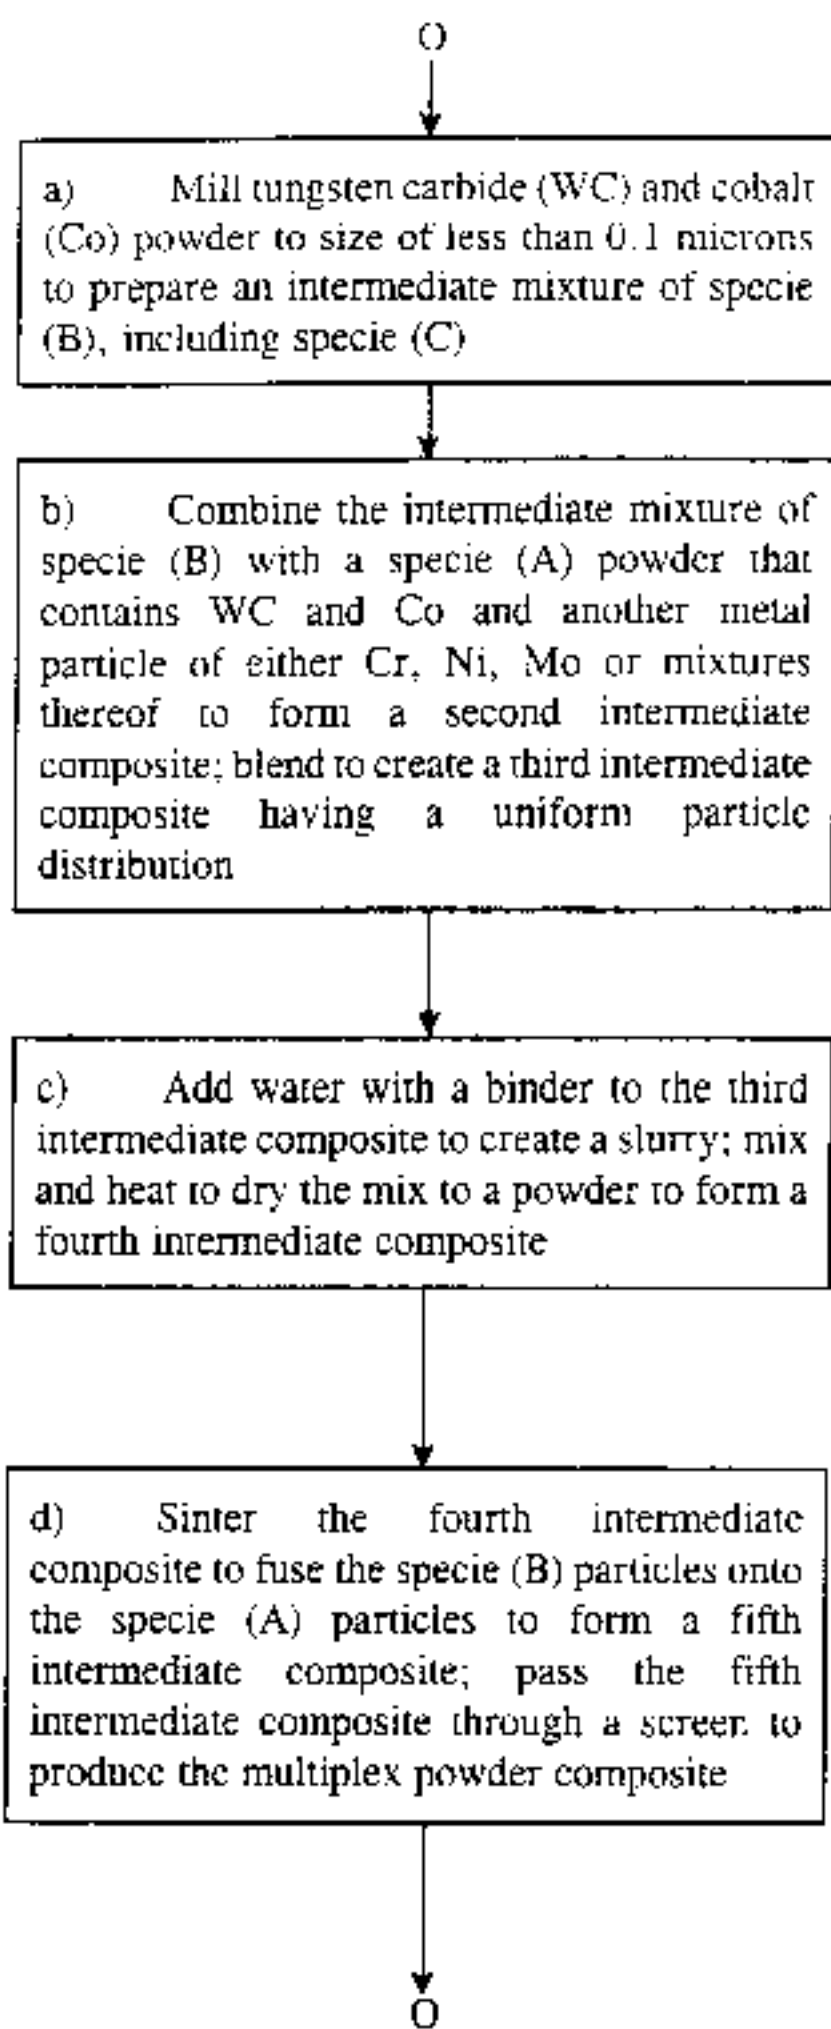 O
a) Mill tungsten carbide (WC) and cobalt
(Co) powder to size of less than 0.1 microns
to prepare an intermediate mixture of specie
(B), including specie (C)
b) Combine the intermediate mixture of
specie (B) with a specie (A) powder that
contains WC and Co and another metal
particle of either Cr, Ni, Mo or mixtures
thereof to form a second intermediate
composite; blend to create a third intermediate
composite having a uniform particle
distribution
c) Add water with a binder to the third
intermediate composite to create a slurry; mix
and heat to dry the mix to a powder to form a
fourth intermediate composite
d) Sinter the fourth intermediate
composite to fuse the specie (B) particles onto
the specie (A) particles to form a fifth
intermediate composite; pass the fifth
intermediate composite through a screen to
produce the multiplex powder composite
O